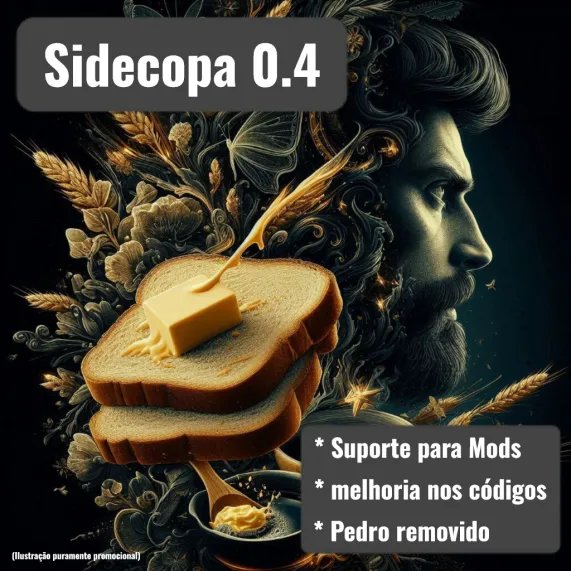 Sidecopa 0.4
* Suporte para Mods
* melhoria nos códigos
* Pedro removido
(Ilustração puramente promocional)